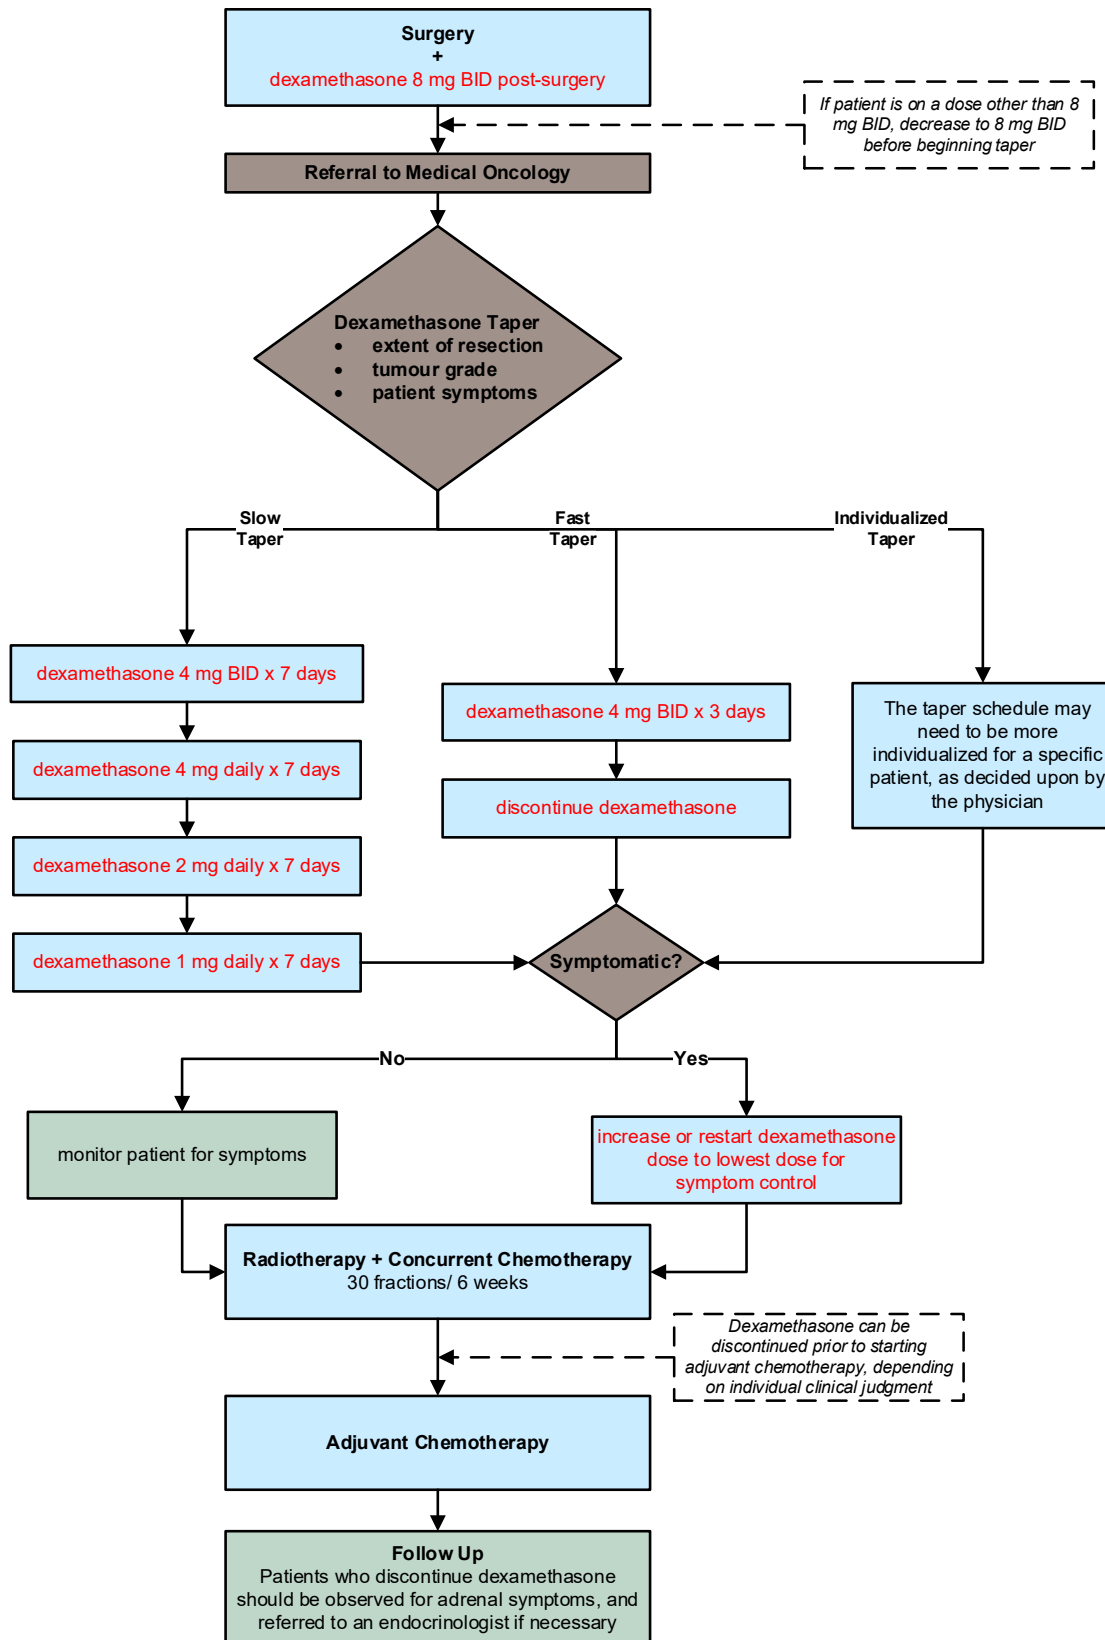 Surgery
+
dexamethasone 8 mg BID post-surgery
If patient is on a dose other than 8
mg BID, decrease to 8 mg BID
before beginning taper
Referral to Medical Oncology
Dexamethasone Taper
• extent of resection
• tumour grade
• patient symptoms
Slow
Taper
Fast
Taper
Individualized
Taper
dexamethasone 4 mg BID x 7 days
dexamethasone 4 mg daily x 7 days
dexamethasone 2 mg daily x 7 days
dexamethasone 1 mg daily x 7 days
dexamethasone 4 mg BID x 3 days
discontinue dexamethasone
The taper schedule may
need to be more
individualized for a specific
patient, as decided upon by
the physician
Symptomatic?
No
Yes
monitor patient for symptoms
increase or restart dexamethasone
dose to lowest dose for
symptom control
Radiotherapy + Concurrent Chemotherapy
30 fractions/ 6 weeks
Dexamethasone can be
discontinued prior to starting
adjuvant chemotherapy, depending
on individual clinical judgment
Adjuvant Chemotherapy
Follow Up
Patients who discontinue dexamethasone
should be observed for adrenal symptoms, and
referred to an endocrinologist if necessary